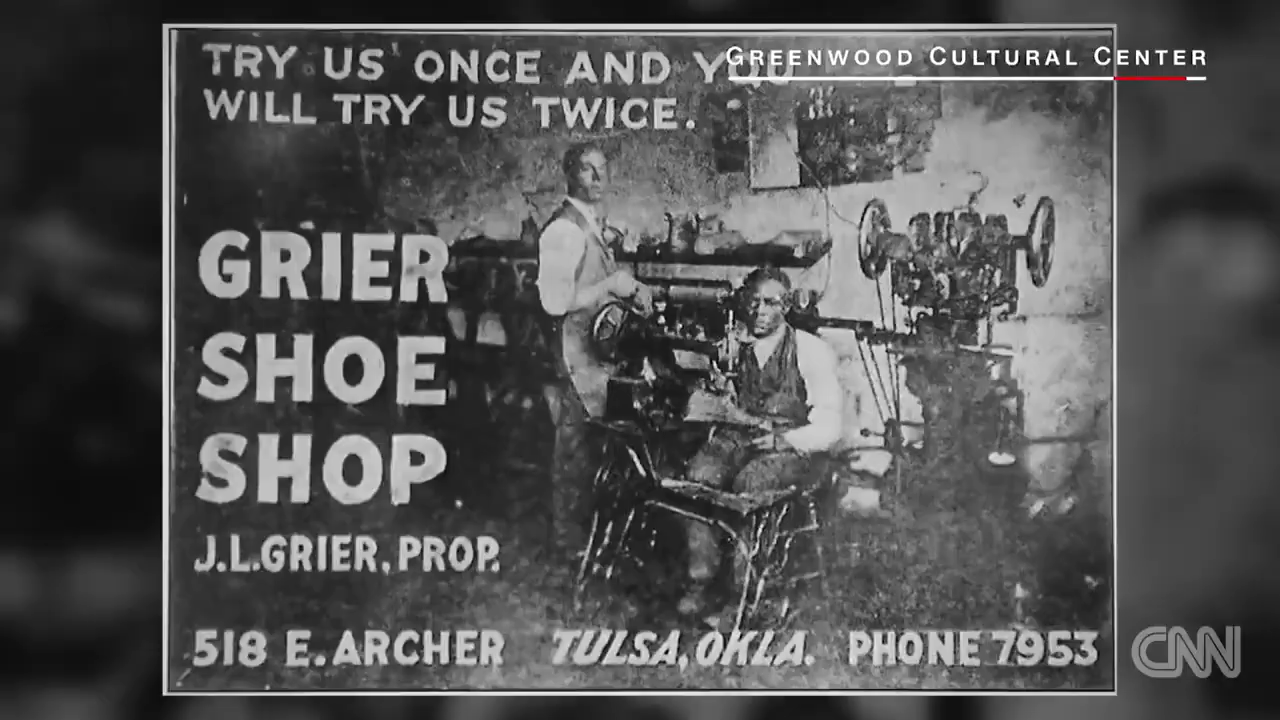 GREENWOOD CULTURAL CENTER
TRY US ONCE AND YOU
WILL TRY US TWICE.
GRIER
SHOE
SHOP
J.L.GRIER, PROP.
518 E. ARCHER TULSA, OKLA. PHONE 7953
CNN